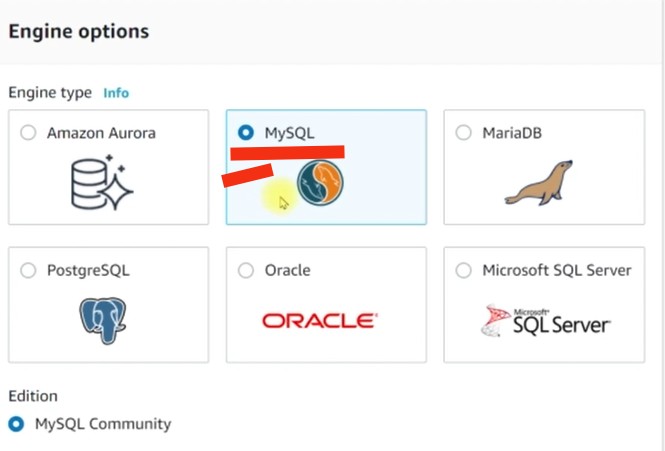 Engine options
Engine type Info
Amazon Aurora
MySQL
MariaDB
PostgreSQL
Oracle
Microsoft SQL Server
ORACLE
Microsoft
SQL Server
Edition
MySQL Community